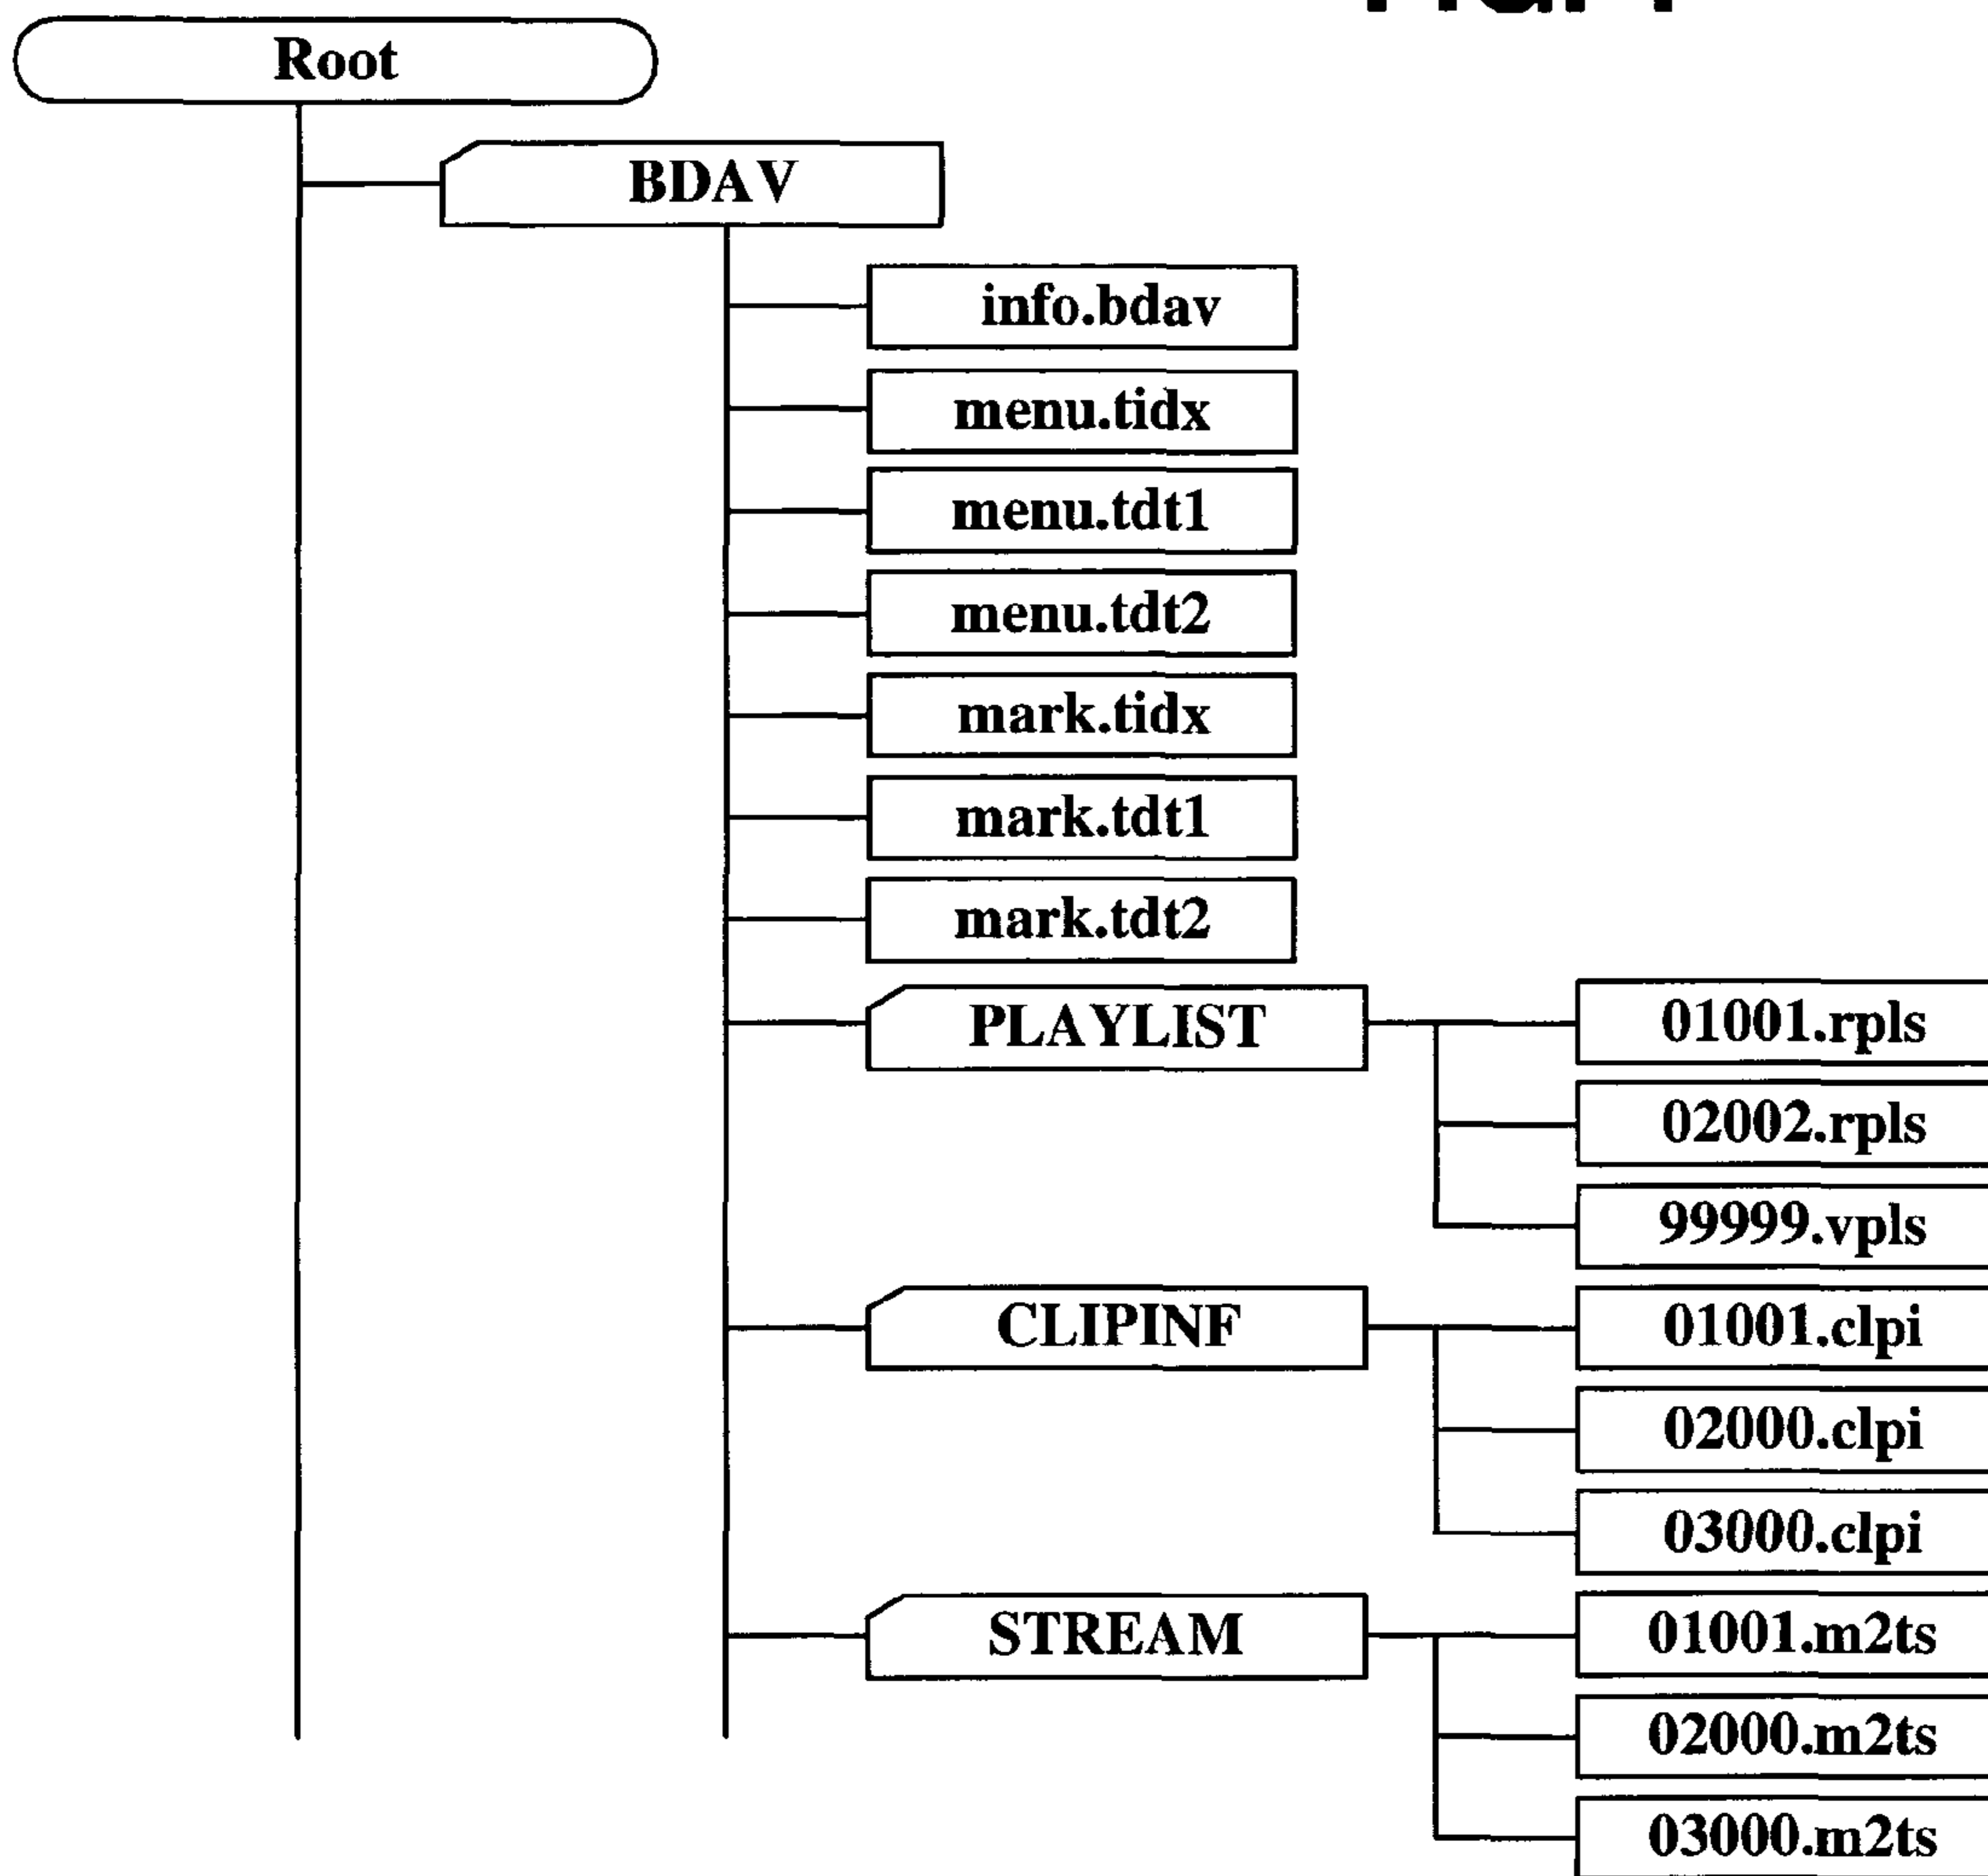 Root
BDAV
info.bdav
menu.tidx
menu.tdt1
menu.tdt2
mark.tidx
mark.tdt1
mark.tdt2
PLAYLIST
01001.rpls
02002.rpls
99999.vpls
CLIPINF
01001.clpi
02000.clpi
03000.clpi
STREAM
01001.m2ts
02000.m2ts
03000.m2ts